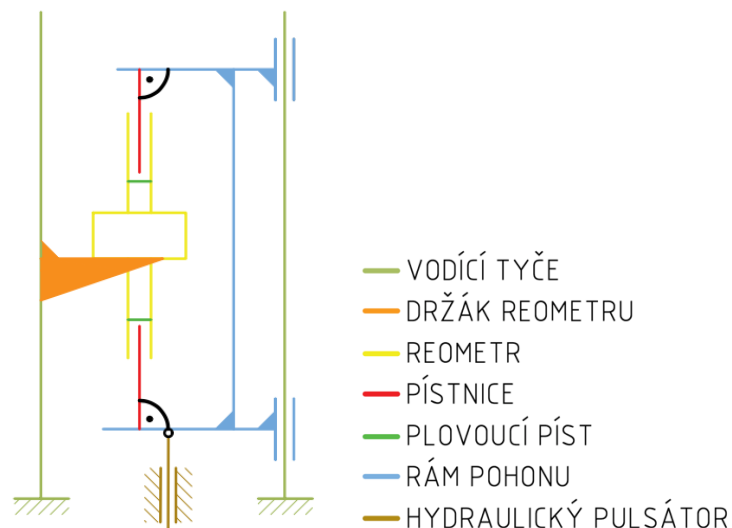 VODÍCÍ TYČE
DRŽÁK REOMETRU
REOMETR
PÍSTNICE
PLOVOUCÍ PÍST
RÁM POHONU
HYDRAULICKÝ PULSÁTOR